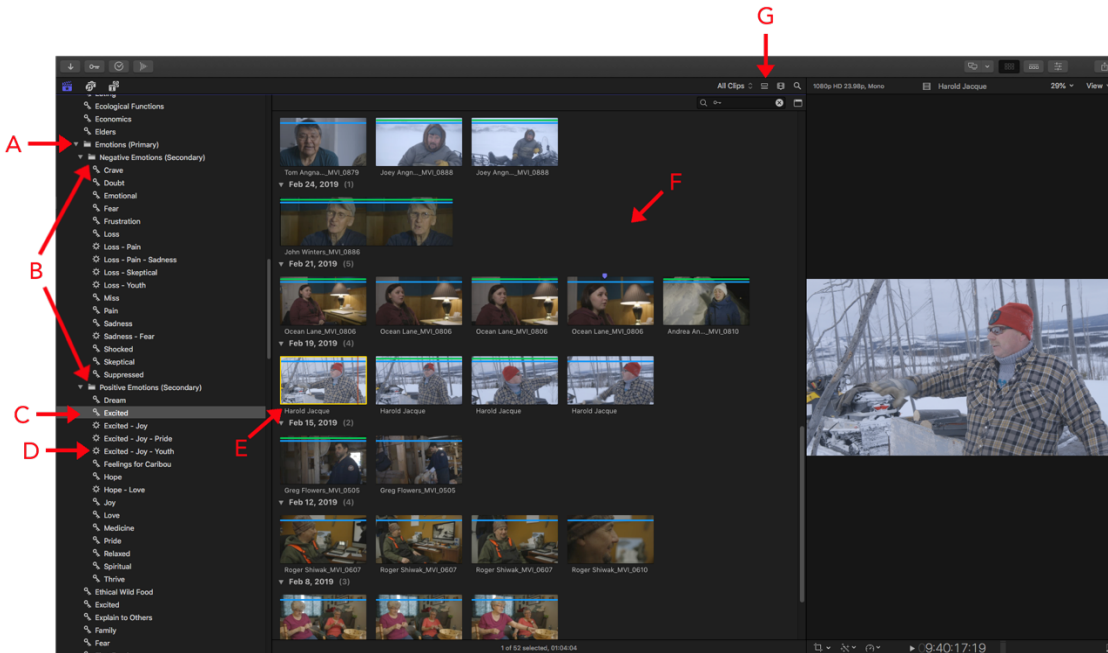 G
All Clips
1080p HD 23.98p, Mono
Harold Jacque
29%
View
Ecological Functions
Economics
Elders
A
Emotions (Primary)
Negative Emotions (Secondary)
Crave
Doubt
Emotional
Fear
Frustration
Loss
Loss - Pain
Loss - Pain - Sadness
Loss - Skeptical
Loss - Youth
Miss
Pain
Sadness
Sadness - Fear
Shocked
Skeptical
Suppressed
B
Positive Emotions (Secondary)
Dream
C
Excited
Excited - Joy
Excited - Joy - Pride
D
Excited - Joy - Youth
Feelings for Caribou
Hope
Hope - Love
Joy
Love
Medicine
Pride
Relaxed
Spiritual
Thrive
Ethical Wild Food
Excited
Explain to Others
Family
Fear
Tom Angna..._MVI_0879
Joey Angn..._MVI_0888
Joey Angn..._MVI_0888
Feb 24, 2019 (1)
F
John Winters_MVI_0886
Feb 21, 2019 (5)
Ocean Lane_MVI_0806
Ocean Lane_MVI_0806
Ocean Lane_MVI_0806
Ocean Lane_MVI_0806
Andrea An..._MVI_0810
Feb 19, 2019 (4)
E
Harold Jacque
Harold Jacque
Harold Jacque
Harold Jacque
Feb 15, 2019 (2)
Greg Flowers_MVI_0505
Greg Flowers_MVI_0505
Feb 12, 2019 (4)
Roger Shiwak_MVI_0607
Roger Shiwak_MVI_0607
Roger Shiwak_MVI_0607
Roger Shiwak_MVI_0610
Feb 8, 2019 (3)
1 of 52 selected, 01:04:04
9:40:17:19